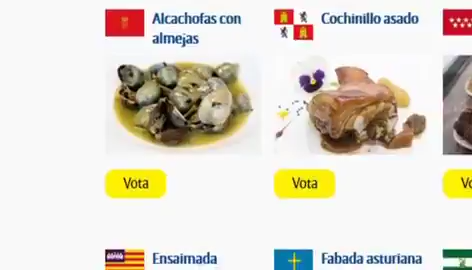 Alcachofas con
almejas
Cochinillo asado
Vota
Vota
Ensaimada
Fabada asturiana